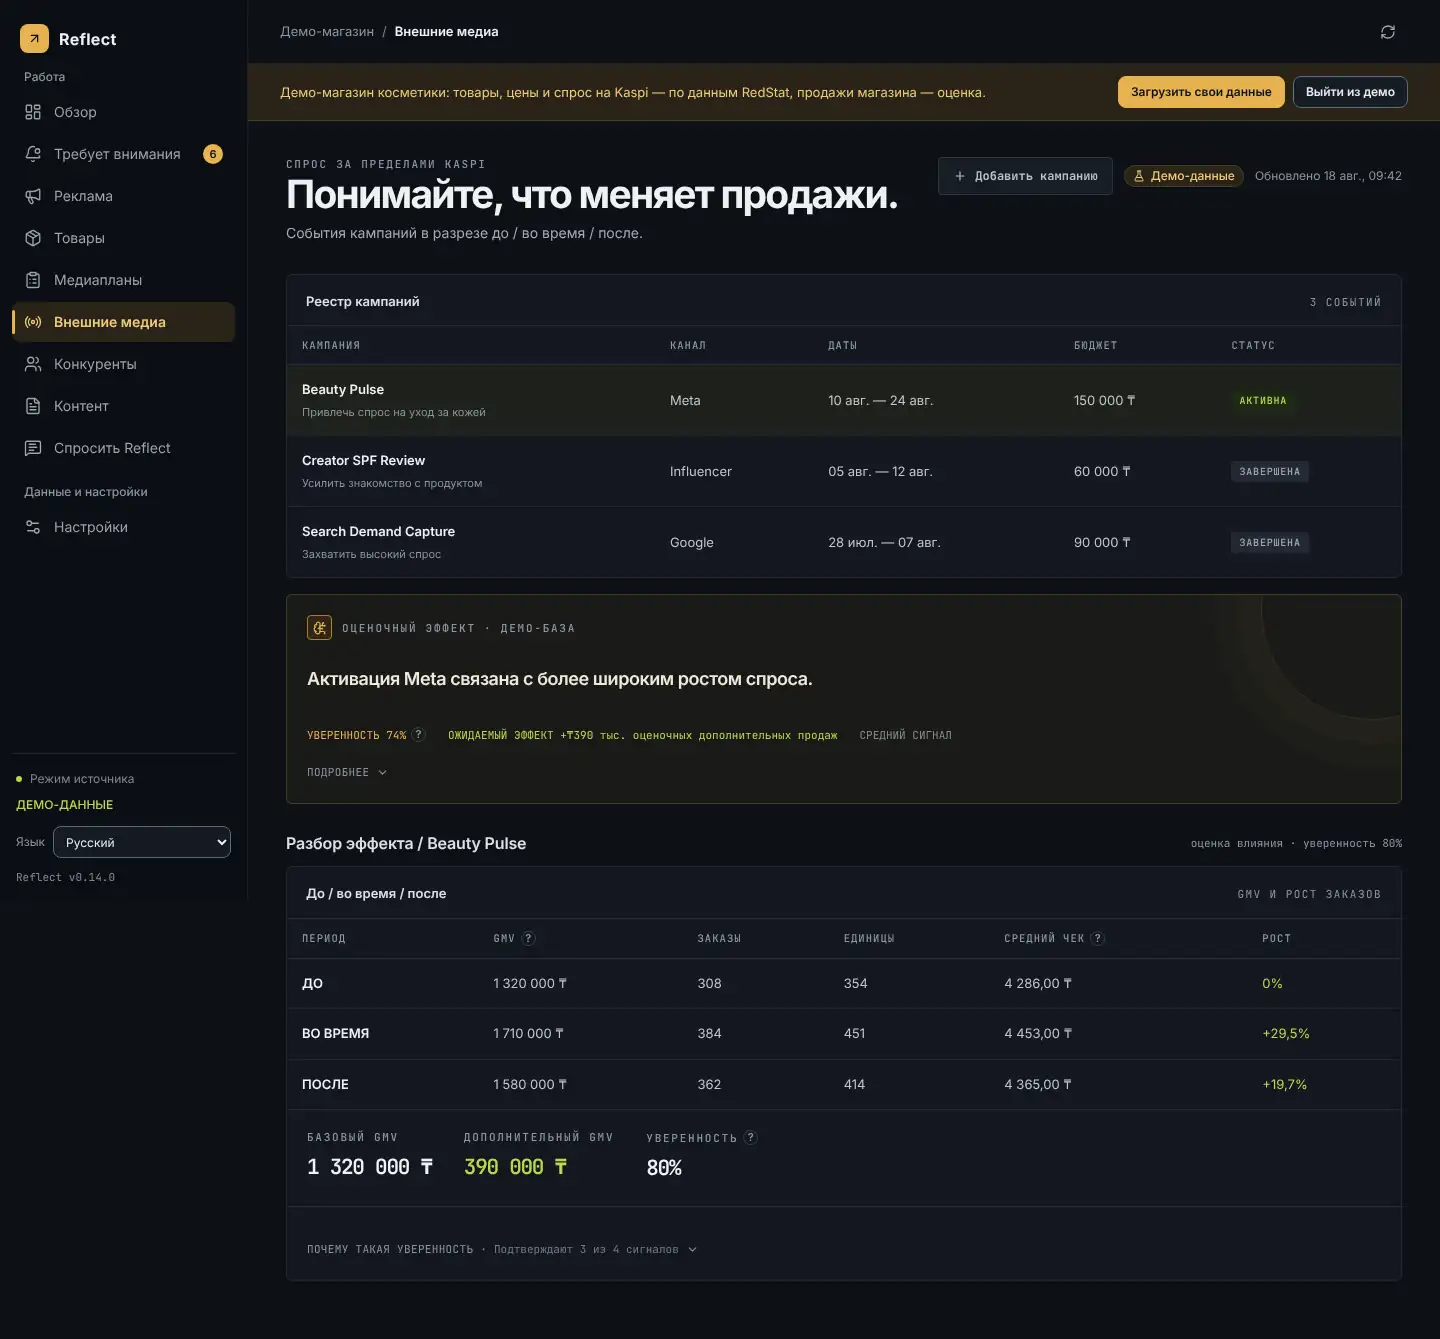 Reflect
Работа
Обзор
Требует внимания 6
Реклама
Товары
Медиапланы
Внешние медиа
Конкуренты
Контент
Спросить Reflect
Данные и настройки
Настройки
Режим источника
ДЕМО-ДАННЫЕ
Язык Русский
Reflect v0.14.0
Демо-магазин / Внешние медиа
Демо-магазин косметики: товары, цены и спрос на Kaspi — по данным RedStat, продажи магазина — оценка.
Загрузить свои данные Выйти из демо
СПРОС ЗА ПРЕДЕЛАМИ KASPI
Понимайте, что меняет продажи.
События кампаний в разрезе до / во время / после.
+ Добавить кампанию Демо-данные Обновлено 18 авг., 09:42
Реестр кампаний 3 СОБЫТИЙ
КАМПАНИЯ КАНАЛ ДАТЫ БЮДЖЕТ СТАТУС
Beauty Pulse
Привлечь спрос на уход за кожей
Meta 10 авг. — 24 авг. 150 000 ₸ АКТИВНА
Creator SPF Review
Усилить знакомство с продуктом
Influencer 05 авг. — 12 авг. 60 000 ₸ ЗАВЕРШЕНА
Search Demand Capture
Захватить высокий спрос
Google 28 июл. — 07 авг. 90 000 ₸ ЗАВЕРШЕНА
ОЦЕНОЧНЫЙ ЭФФЕКТ · ДЕМО-БАЗА
Активация Meta связана с более широким ростом спроса.
УВЕРЕННОСТЬ 74% ? ОЖИДАЕМЫЙ ЭФФЕКТ +₸390 тыс. оценочных дополнительных продаж СРЕДНИЙ СИГНАЛ
ПОДРОБНЕЕ
Разбор эффекта / Beauty Pulse оценка влияния · уверенность 80%
До / во время / после GMV И РОСТ ЗАКАЗОВ
ПЕРИОД GMV ? ЗАКАЗЫ ЕДИНИЦЫ СРЕДНИЙ ЧЕК ? РОСТ
ДО 1 320 000 ₸ 308 354 4 286,00 ₸ 0%
ВО ВРЕМЯ 1 710 000 ₸ 384 451 4 453,00 ₸ +29,5%
ПОСЛЕ 1 580 000 ₸ 362 414 4 365,00 ₸ +19,7%
БАЗОВЫЙ GMV ДОПОЛНИТЕЛЬНЫЙ GMV УВЕРЕННОСТЬ ?
1 320 000 ₸ 390 000 ₸ 80%
ПОЧЕМУ ТАКАЯ УВЕРЕННОСТЬ · Подтверждают 3 из 4 сигналов